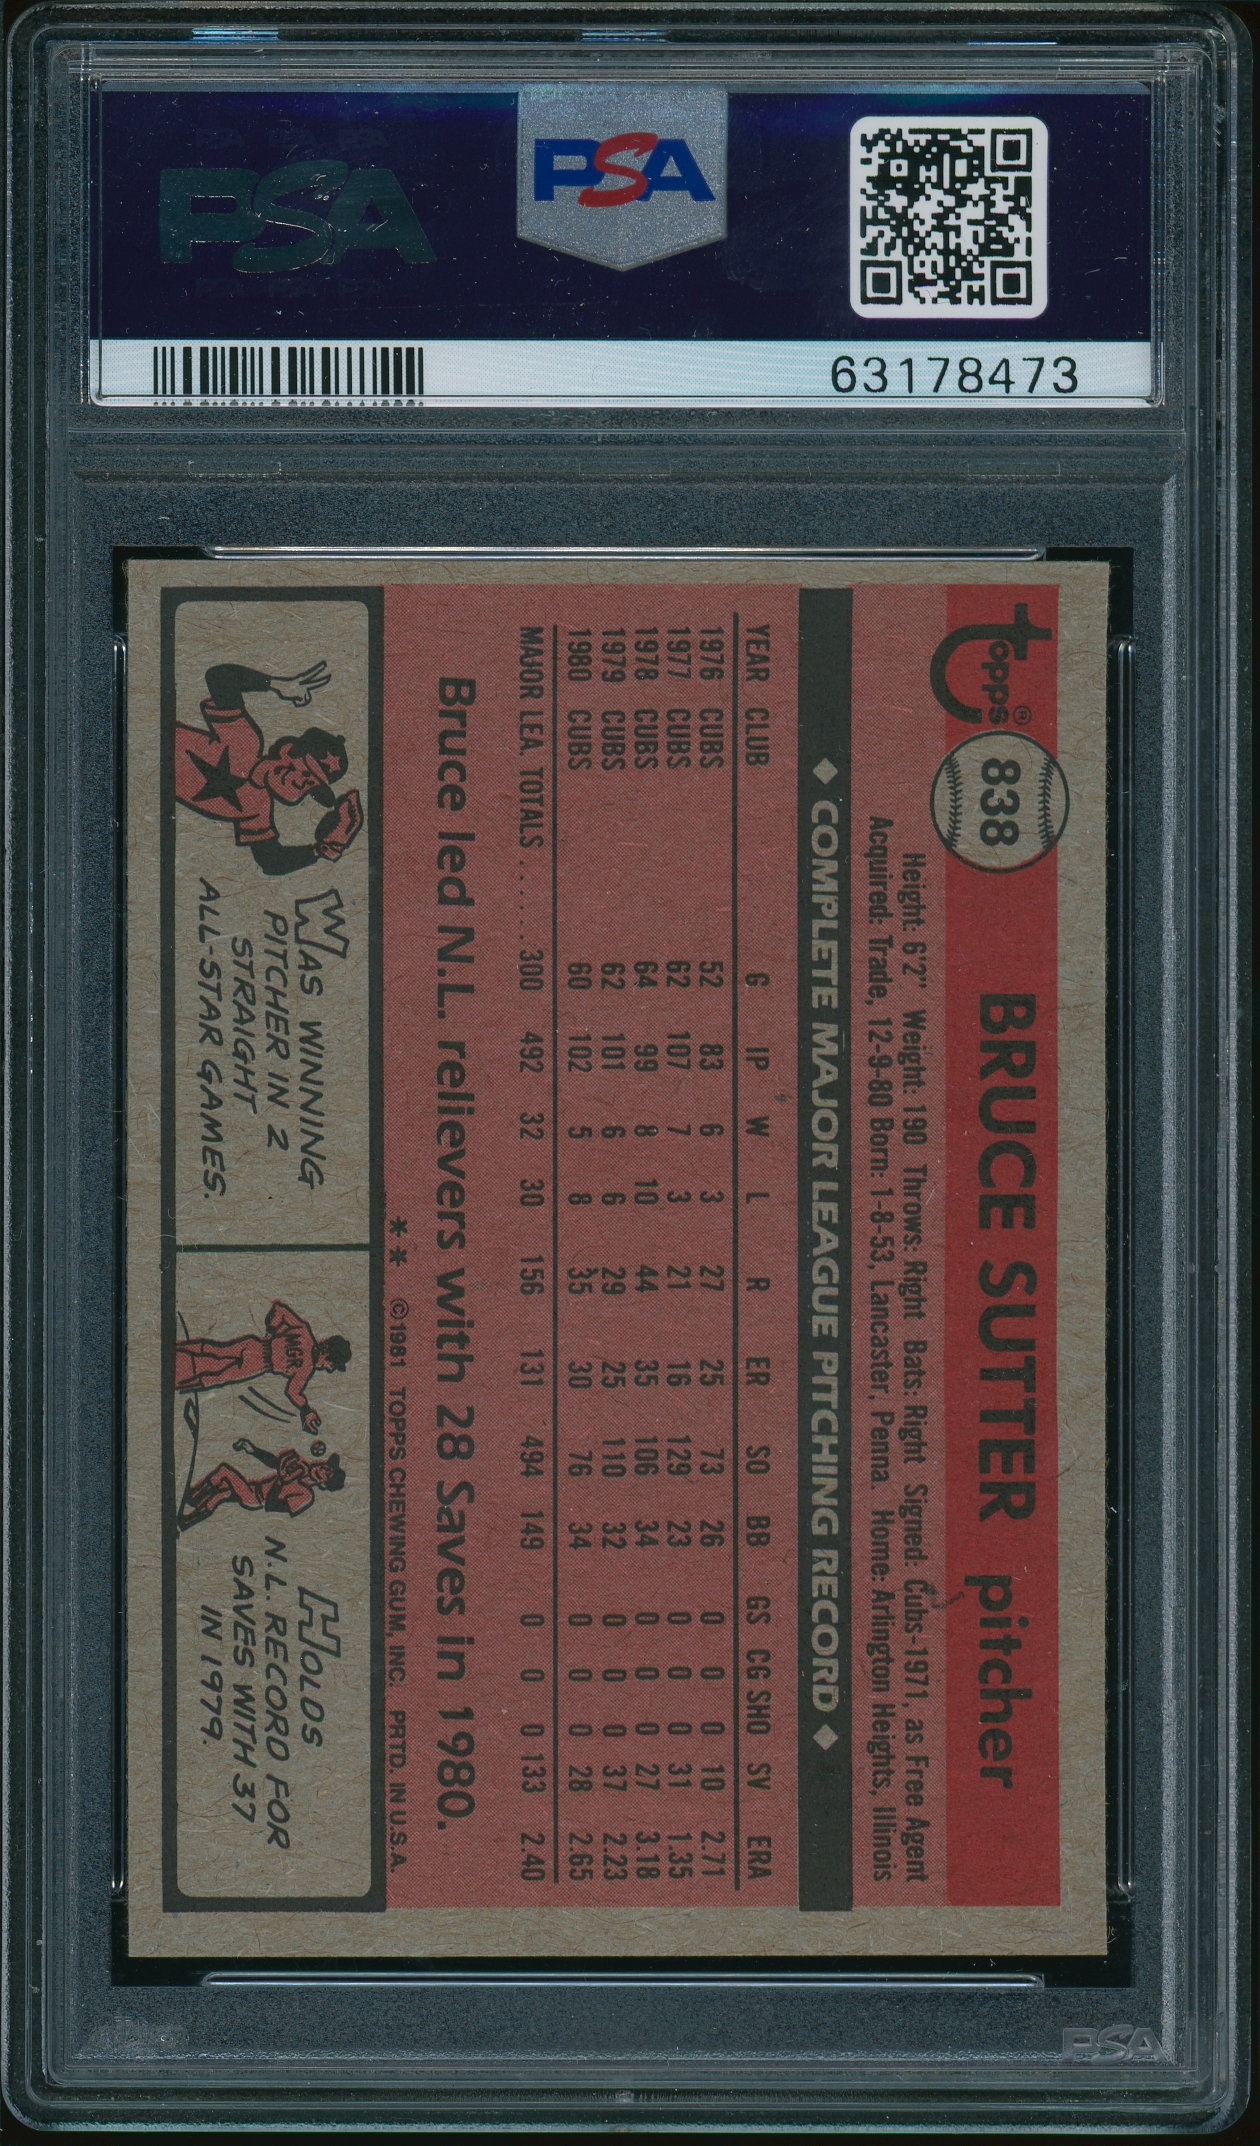 PSA
PSA
63178473
Topps®
838
BRUCE SUTTER pitcher
Height: 6'2" Weight: 190 Throws: Right Bats: Right Signed: Cubs-1971, as Free Agent
Acquired: Trade, 12-9-80 Born: 1-8-53, Lancaster, Penna. Home: Arlington Heights, Illinois
◆ COMPLETE MAJOR LEAGUE PITCHING RECORD ◆
YEAR CLUB G IP W L R ER SO BB GS CG SHO SV ERA
1976 CUBS 52 83 6 3 27 25 73 26 0 0 0 10 2.71
1977 CUBS 62 107 7 3 21 16 129 23 0 0 0 31 1.35
1978 CUBS 64 99 8 10 44 35 106 34 0 0 0 27 3.18
1979 CUBS 62 101 6 6 29 25 110 32 0 0 0 37 2.23
1980 CUBS 60 102 5 8 35 30 76 34 0 0 0 28 2.65
MAJOR LEA. TOTALS ...... 300 492 32 30 156 131 494 149 0 0 0 133 2.40
Bruce led N.L. relievers with 28 Saves in 1980.
** ©1981 TOPPS CHEWING GUM, INC. PRTD. IN U.S.A.
WAS WINNING
PITCHER IN 2
STRAIGHT
ALL-STAR GAMES.
MGR
HOLDS
N.L. RECORD FOR
SAVES WITH 37
IN 1979.
PSA